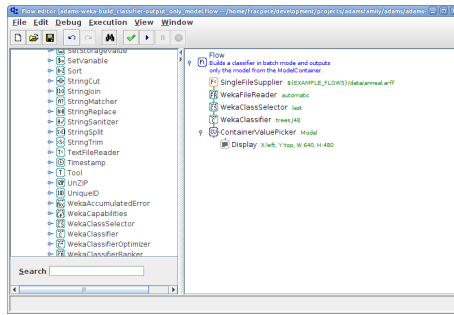 Flow editor [adams-weka-build_classifier-output_only_model.flow -- /home/fracpete/development/projects/adams/family/adams/adams-
File Edit Debug Execution View Window
SetStorageValue
SetVariable
Sort
StringCut
StringJoin
StringMatcher
StringReplace
StringSanitizer
StringSplit
StringTrim
TextFileReader
Timestamp
Tool
UnZIP
UniqueID
WekaAccumulatedError
WekaCapabilities
WekaClassSelector
WekaClassifier
WekaClassifierOptimizer
WekaClassifierRanker
Search
Flow
Builds a classifier in batch mode and outputs
only the model from the ModelContainer.
SingleFileSupplier ${EXAMPLE_FLOWS}/data/anneal.arff
WekaFileReader automatic
WekaClassSelector last
WekaClassifier trees.J48
ContainerValuePicker Model
Display X:left, Y:top, W:640, H:480